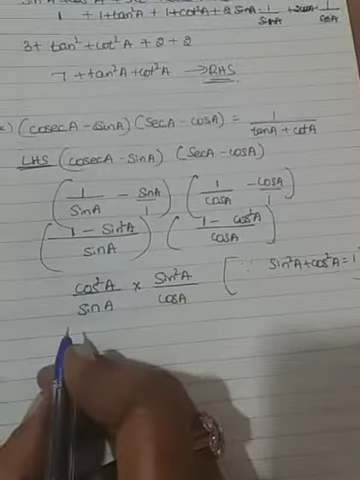 1 + 1+tan²A + 1+cot²A + 2 sinA · 1/sinA + 2cosA · 1/cosA
3 + tan²A + cot²A + 2 + 2
7 + tan²A + cot²A → RHS
(cosecA - sinA) (secA - cosA) = 1/(tanA + cotA)
LHS (cosecA - sinA) (secA - cosA)
(1/sinA - sinA/1) (1/cosA - cosA/1)
((1 - sin²A)/sinA) ((1 - cos²A)/cosA)
cos²A/sinA × sin²A/cosA [∵ sin²A + cos²A = 1